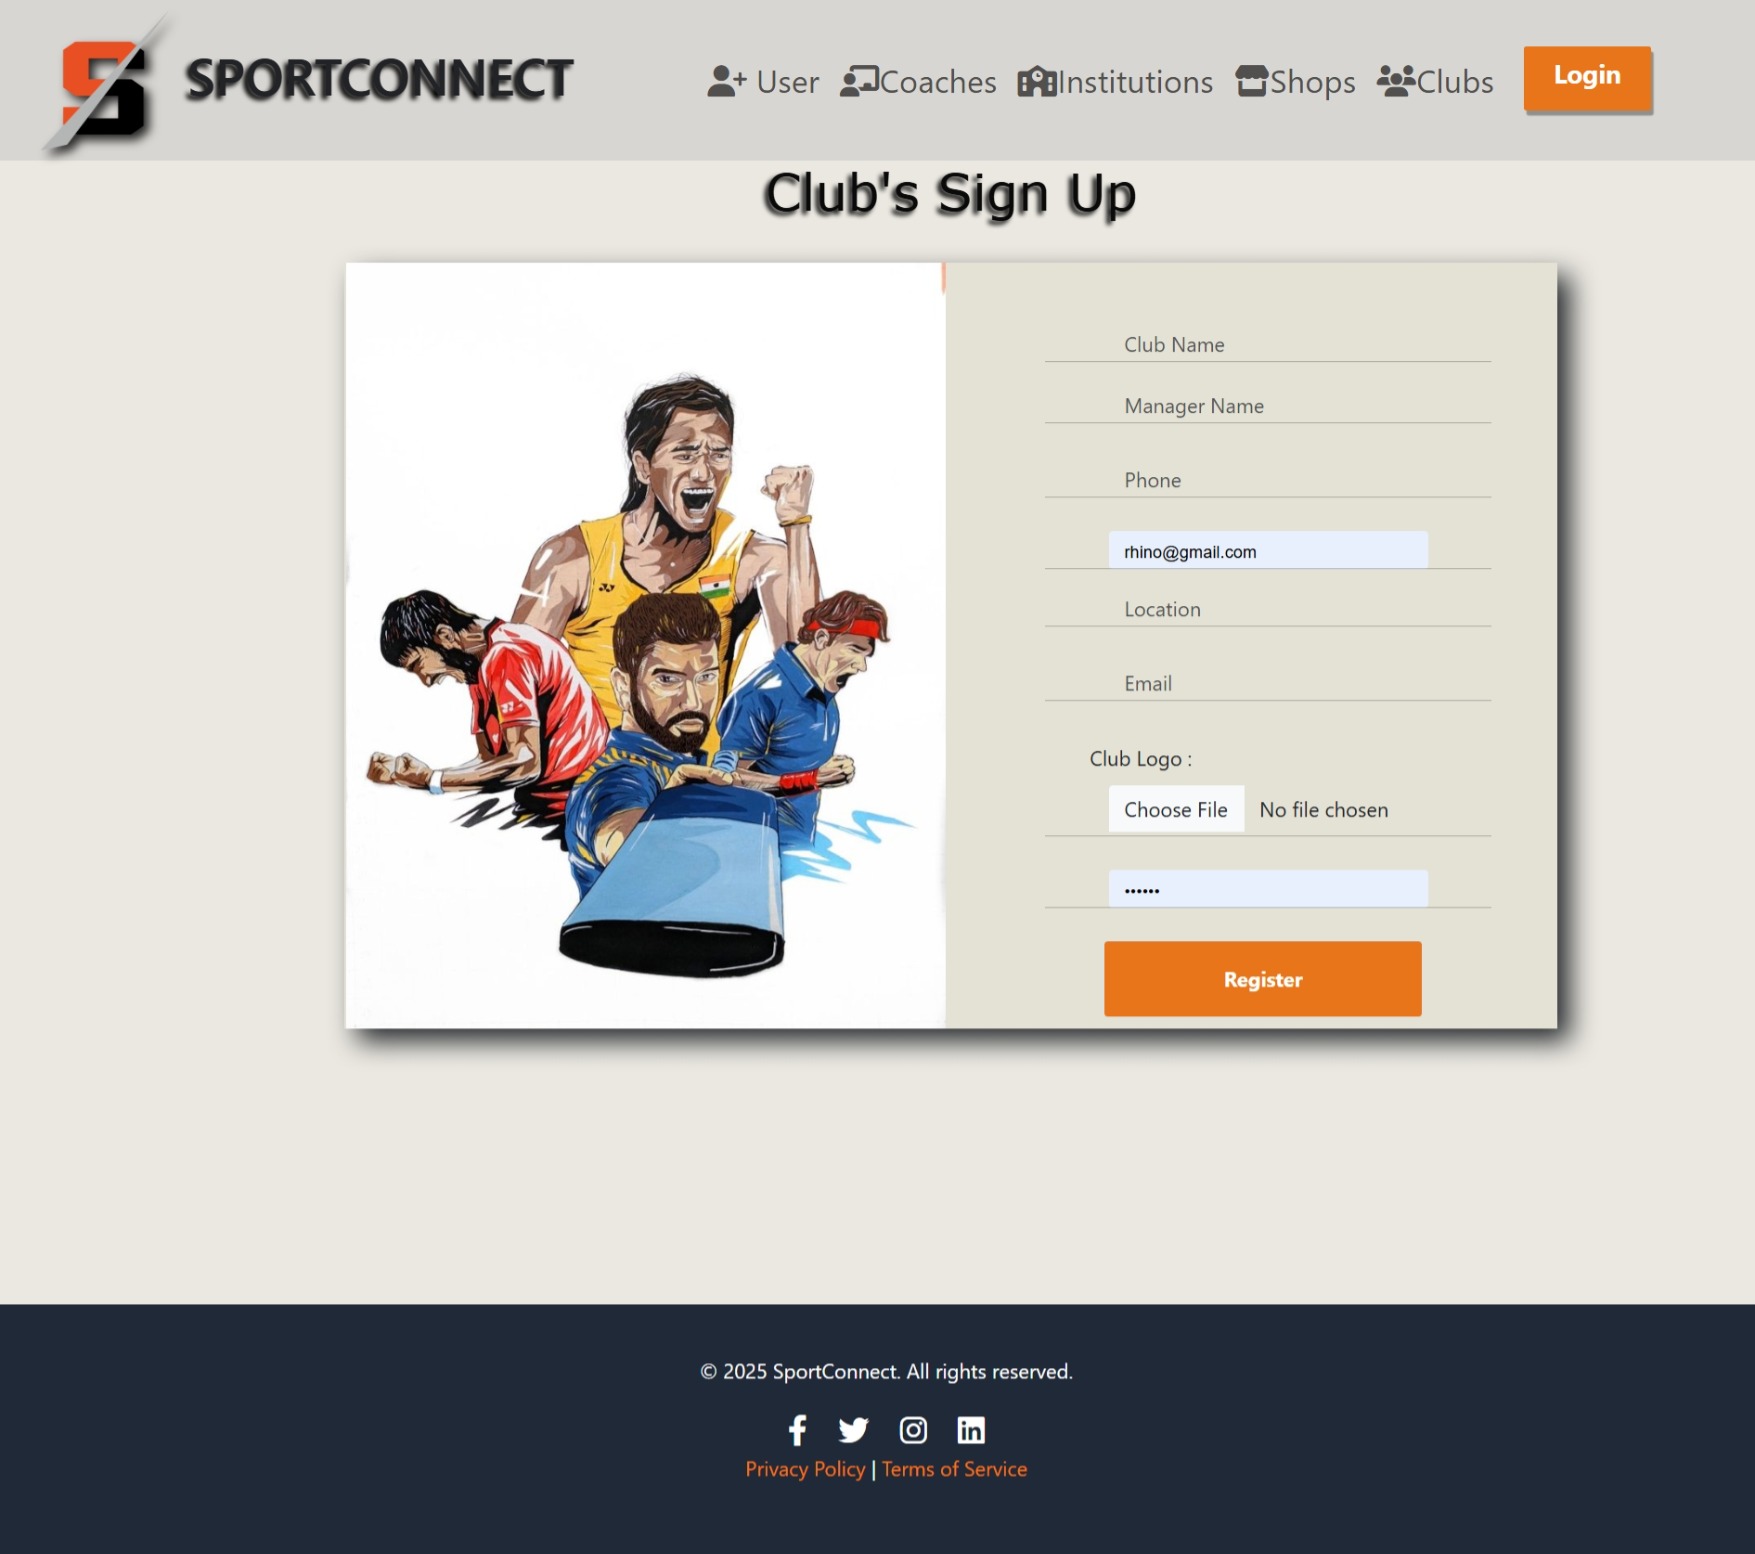 SPORTCONNECT
User Coaches Institutions Shops Clubs Login
Club's Sign Up
Club Name
Manager Name
Phone
rhino@gmail.com
Location
Email
Club Logo :
Choose File No file chosen
••••••
Register
© 2025 SportConnect. All rights reserved.
Privacy Policy | Terms of Service